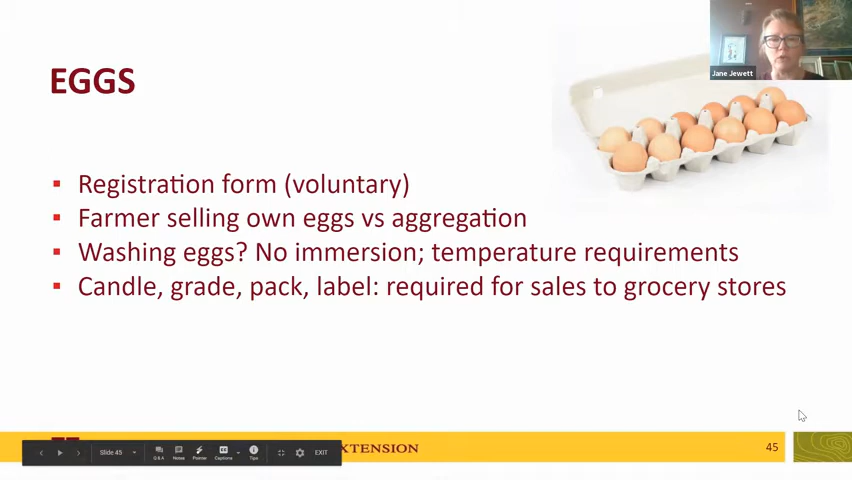 Jane Jewett
EGGS
▪ Registration form (voluntary)
▪ Farmer selling own eggs vs aggregation
▪ Washing eggs? No immersion; temperature requirements
▪ Candle, grade, pack, label: required for sales to grocery stores
XTENSION
45
Slide 45
Q&A
Notes
Pointer
Captions
Tips
EXIT